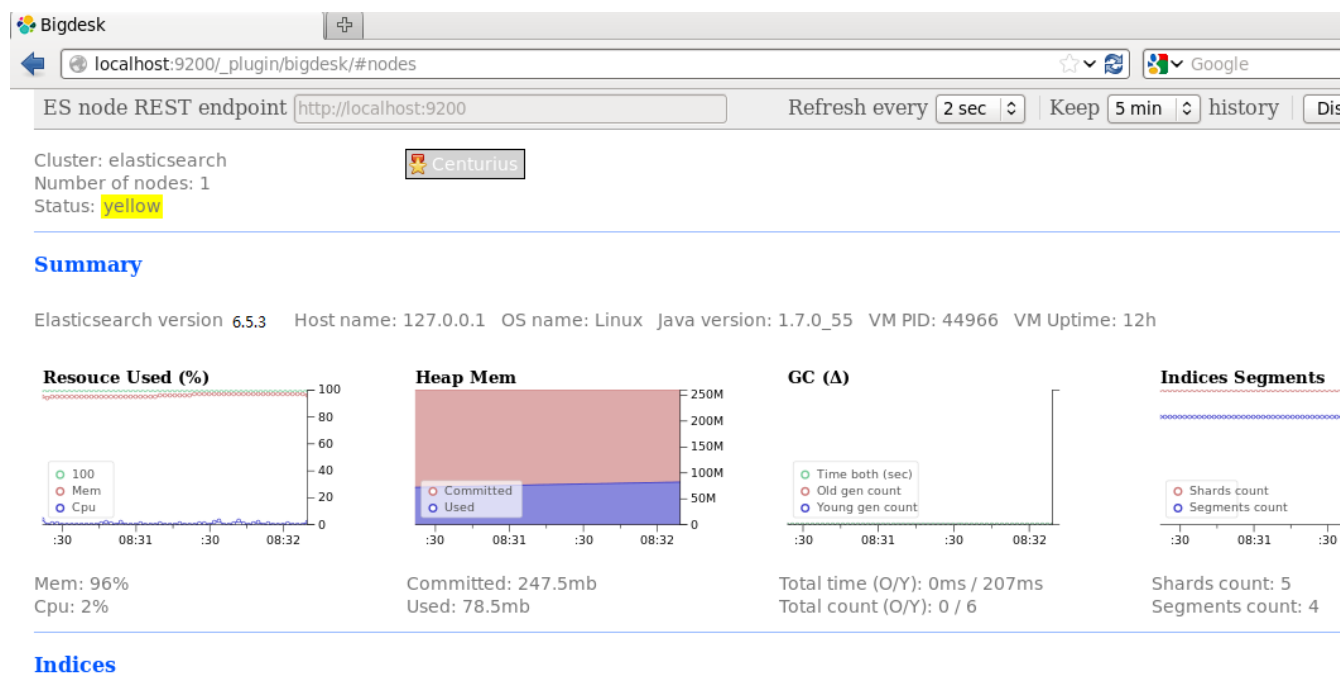 Bigdesk
localhost:9200/_plugin/bigdesk/#nodes
Google
ES node REST endpoint http://localhost:9200 Refresh every 2 sec Keep 5 min history Dis
Cluster: elasticsearch
Centurius
Number of nodes: 1
Status: yellow
Summary
Elasticsearch version 6.5.3 Host name: 127.0.0.1 OS name: Linux Java version: 1.7.0_55 VM PID: 44966 VM Uptime: 12h
Resouce Used (%)
100
80
60
40
20
0
100
Mem
Cpu
:30 08:31 :30 08:32
Mem: 96%
Cpu: 2%
Heap Mem
250M
200M
150M
100M
50M
0
Committed
Used
:30 08:31 :30 08:32
Committed: 247.5mb
Used: 78.5mb
GC (Δ)
Time both (sec)
Old gen count
Young gen count
:30 08:31 :30 08:32
Total time (O/Y): 0ms / 207ms
Total count (O/Y): 0 / 6
Indices Segments
Shards count
Segments count
:30 08:31 :30
Shards count: 5
Segments count: 4
Indices